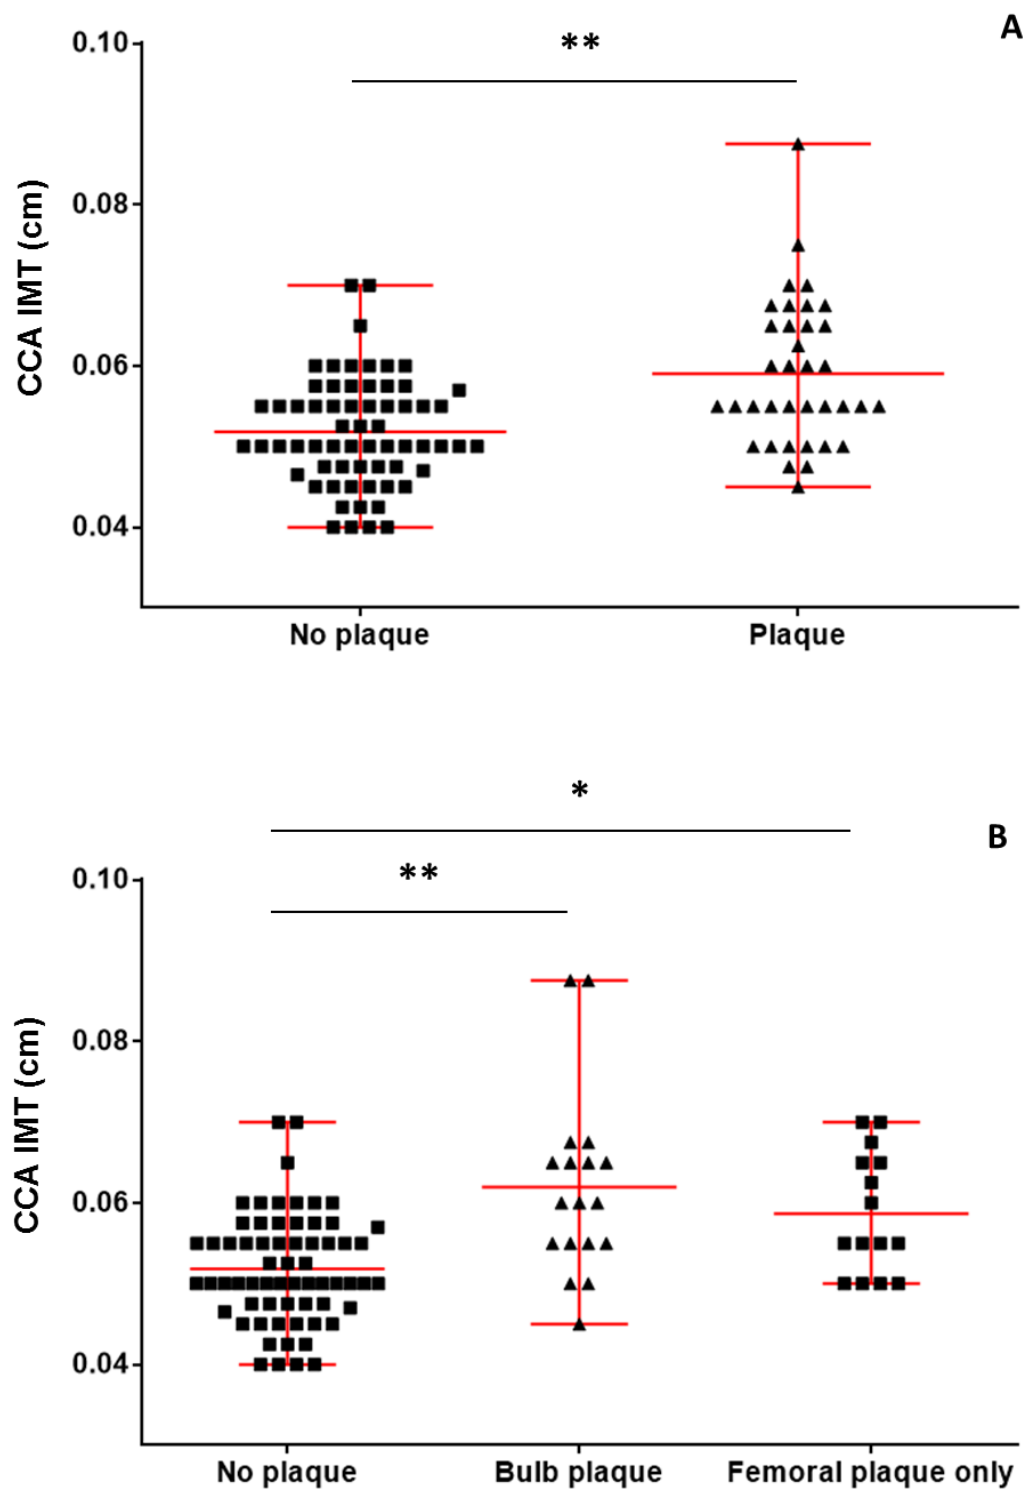 A
**
0.10
0.08
0.06
0.04
CCA IMT (cm)
No plaque Plaque
*
B
**
0.10
0.08
0.06
0.04
CCA IMT (cm)
No plaque Bulb plaque Femoral plaque only